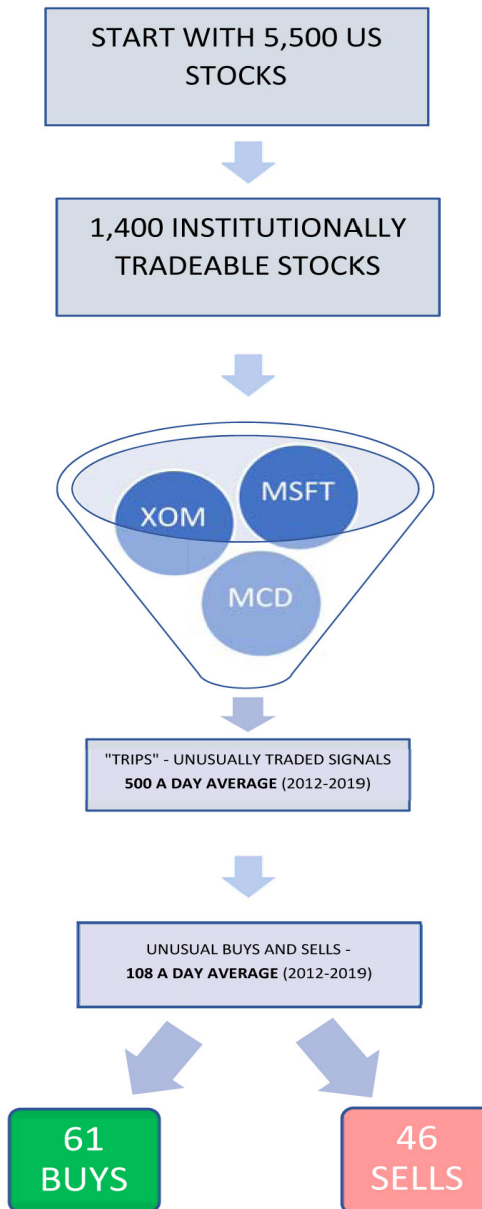 START WITH 5,500 US
STOCKS
1,400 INSTITUTIONALLY
TRADEABLE STOCKS
XOM
MSFT
MCD
"TRIPS" - UNUSUALLY TRADED SIGNALS
500 A DAY AVERAGE (2012-2019)
UNUSUAL BUYS AND SELLS -
108 A DAY AVERAGE (2012-2019)
61
BUYS
46
SELLS